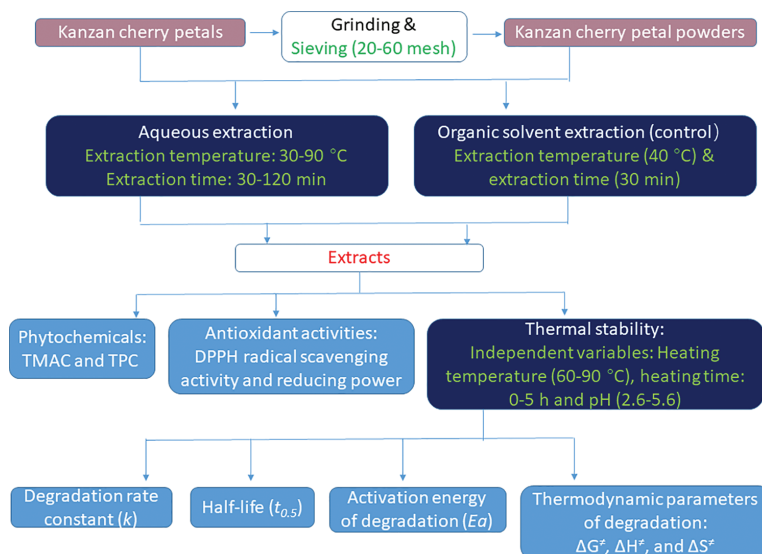 Kanzan cherry petals
Grinding &
Sieving (20-60 mesh)
Kanzan cherry petal powders
Aqueous extraction
Extraction temperature: 30-90 °C
Extraction time: 30-120 min
Organic solvent extraction (control)
Extraction temperature (40 °C) &
extraction time (30 min)
Extracts
Phytochemicals:
TMAC and TPC
Antioxidant activities:
DPPH radical scavenging
activity and reducing power
Thermal stability:
Independent variables: Heating
temperature (60-90 °C), heating time:
0-5 h and pH (2.6-5.6)
Degradation rate
constant (k)
Half-life (t0.5)
Activation energy
of degradation (Ea)
Thermodynamic parameters
of degradation:
ΔG≠, ΔH≠, and ΔS≠